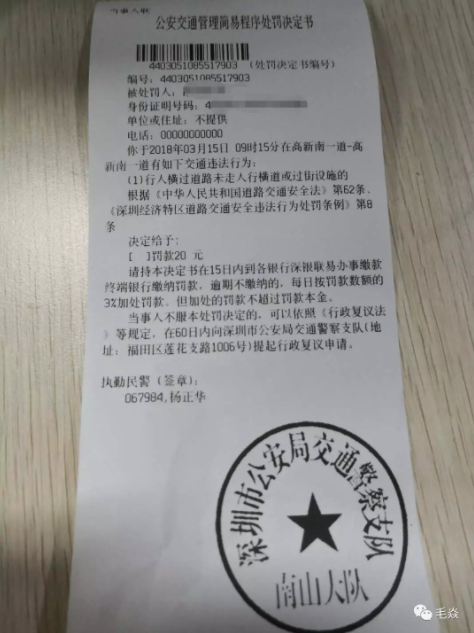 当事人联
公安交通管理简易程序处罚决定书
4403051085517903 (处罚决定书编号)
编号: 4403051085517903
被处罚人:
身份证明号码: 4
单位或住址: 不提供
电话: 00000000000
你于2018年03月15日 09时15分在高新南一道-高
新南一道有如下交通违法行为:
(1)行人横过道路未走人行横道或过街设施的
根据《中华人民共和国道路交通安全法》第62条.
《深圳经济特区道路交通安全违法行为处罚条例》第8
条
决定给于:
[ ]罚款20 元
请持本决定书在15日内到各银行深银联易办事缴款
终端银行缴纳罚款, 逾期不缴纳的, 每日按罚款数额的
3%加处罚款, 但加处的罚款不超过罚款本金。
当事人不服本处罚决定的, 可以依照《行政复议法
》等规定, 在60日内向深圳市公安局交通警察支队(地
址: 福田区莲花支路1006号)提起行政复议申请。
执勤民警 (签章):
067984,杨正华
深圳市公安局交通警察支队
南山大队
毛焱